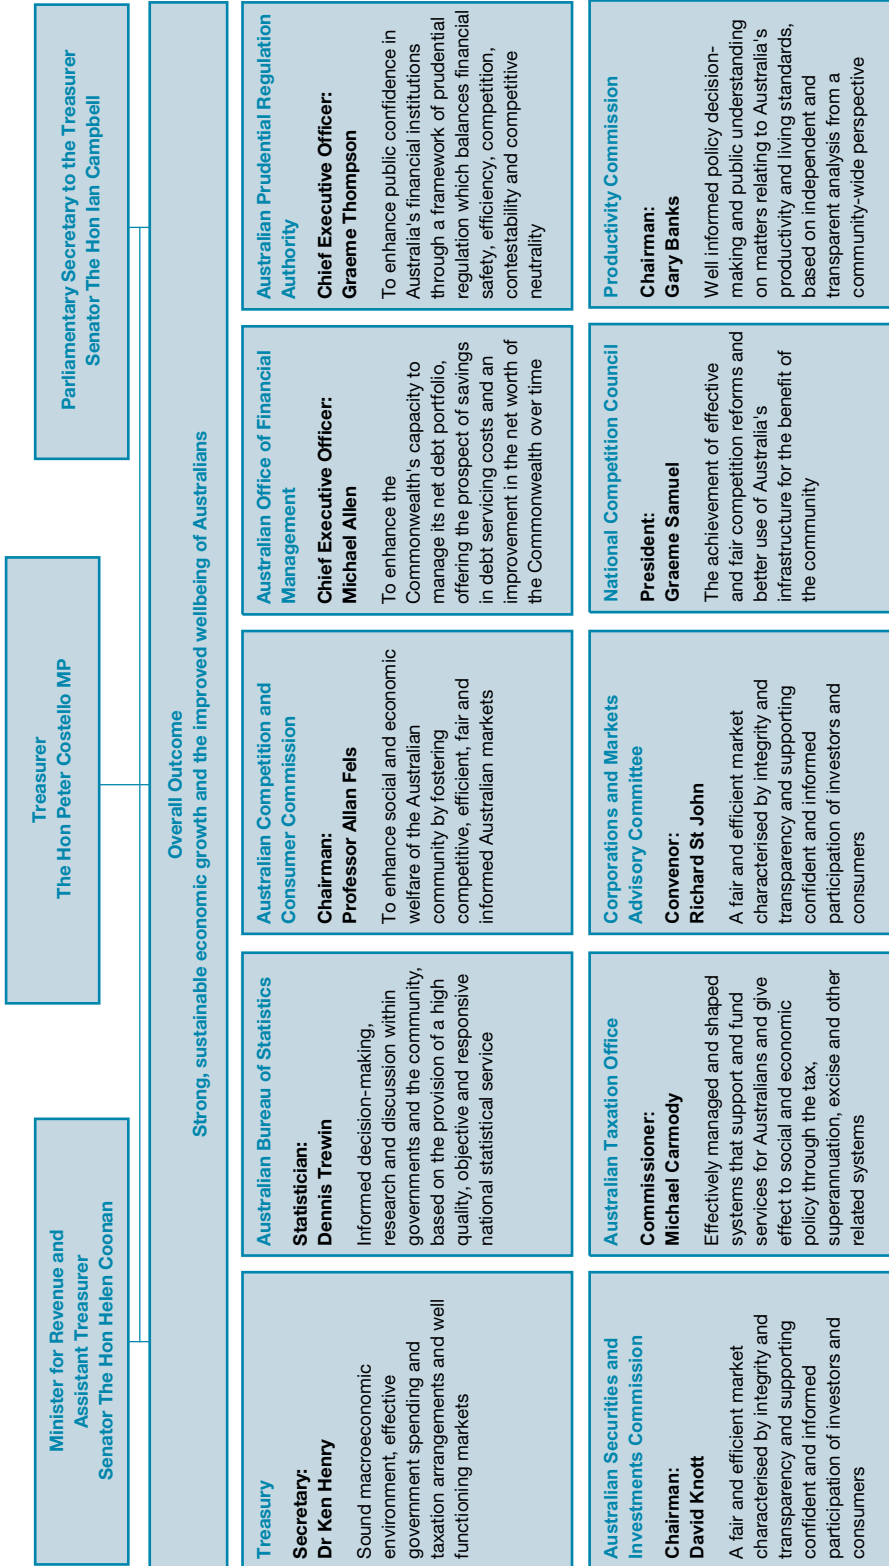 Treasurer
The Hon Peter Costello MP
Minister for Revenue and
Assistant Treasurer
Senator The Hon Helen Coonan
Parliamentary Secretary to the Treasurer
Senator The Hon Ian Campbell
Overall Outcome
Strong, sustainable economic growth and the improved wellbeing of Australians
Treasury
Secretary:
Dr Ken Henry
Sound macroeconomic
environment, effective
government spending and
taxation arrangements and well
functioning markets
Australian Bureau of Statistics
Statistician:
Dennis Trewin
Informed decision-making,
research and discussion within
governments and the community,
based on the provision of a high
quality, objective and responsive
national statistical service
Australian Competition and
Consumer Commission
Chairman:
Professor Allan Fels
To enhance social and economic
welfare of the Australian
community by fostering
competitive, efficient, fair and
informed Australian markets
Australian Office of Financial
Management
Chief Executive Officer:
Michael Allen
To enhance the
Commonwealth's capacity to
manage its net debt portfolio,
offering the prospect of savings
in debt servicing costs and an
improvement in the net worth of
the Commonwealth over time
Australian Prudential Regulation
Authority
Chief Executive Officer:
Graeme Thompson
To enhance public confidence in
Australia's financial institutions
through a framework of prudential
regulation which balances financial
safety, efficiency, competition,
contestability and competitive
neutrality
Australian Securities and
Investments Commission
Chairman:
David Knott
A fair and efficient market
characterised by integrity and
transparency and supporting
confident and informed
participation of investors and
consumers
Australian Taxation Office
Commissioner:
Michael Carmody
Effectively managed and shaped
systems that support and fund
services for Australians and give
effect to social and economic
policy through the tax,
superannuation, excise and other
related systems
Corporations and Markets
Advisory Committee
Convenor:
Richard St John
A fair and efficient market
characterised by integrity and
transparency and supporting
confident and informed
participation of investors and
consumers
National Competition Council
President:
Graeme Samuel
The achievement of effective
and fair competition reforms and
better use of Australia's
infrastructure for the benefit of
the community
Productivity Commission
Chairman:
Gary Banks
Well informed policy decision-
making and public understanding
on matters relating to Australia's
productivity and living standards,
based on independent and
transparent analysis from a
community-wide perspective